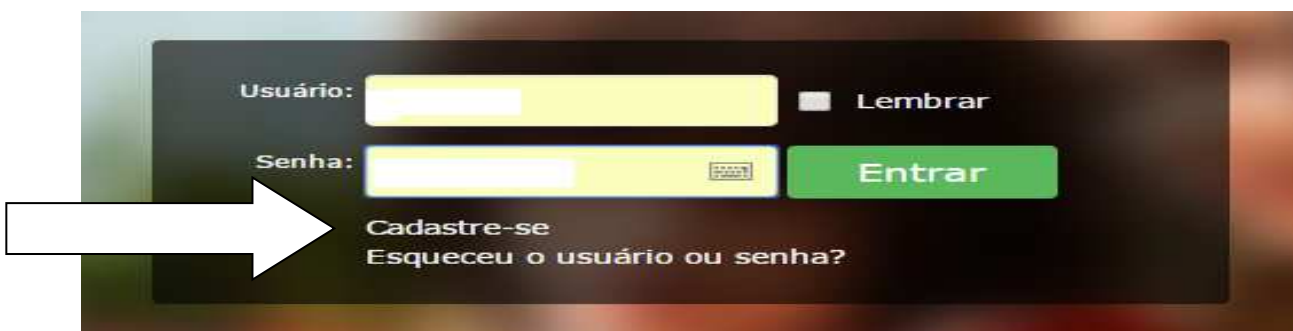 Usuário:
Lembrar
Senha:
Entrar
Cadastre-se
Esqueceu o usuário ou senha?